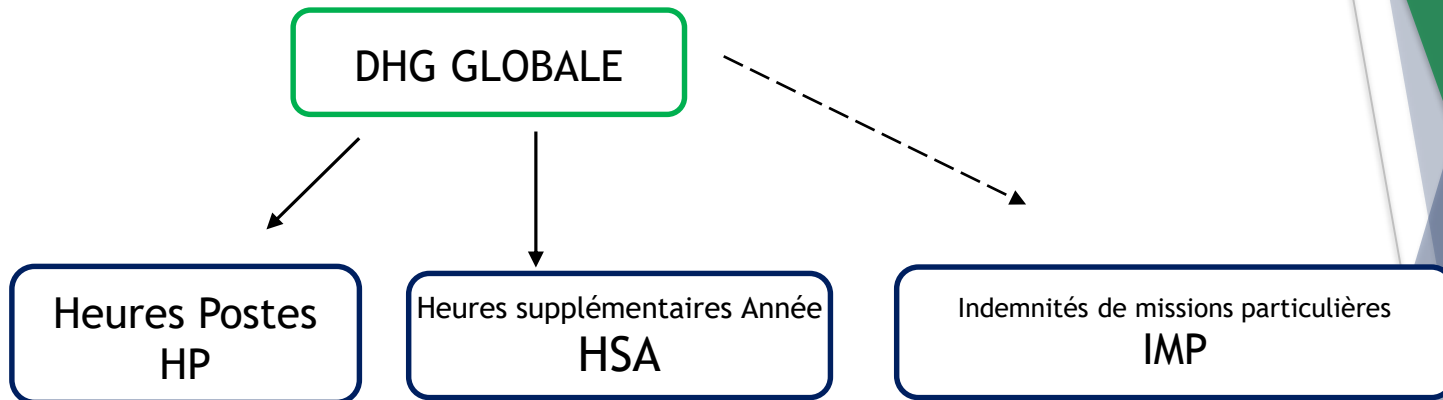 DHG GLOBALE
Heures Postes
HP
Heures supplémentaires Année
HSA
Indemnités de missions particulières
IMP